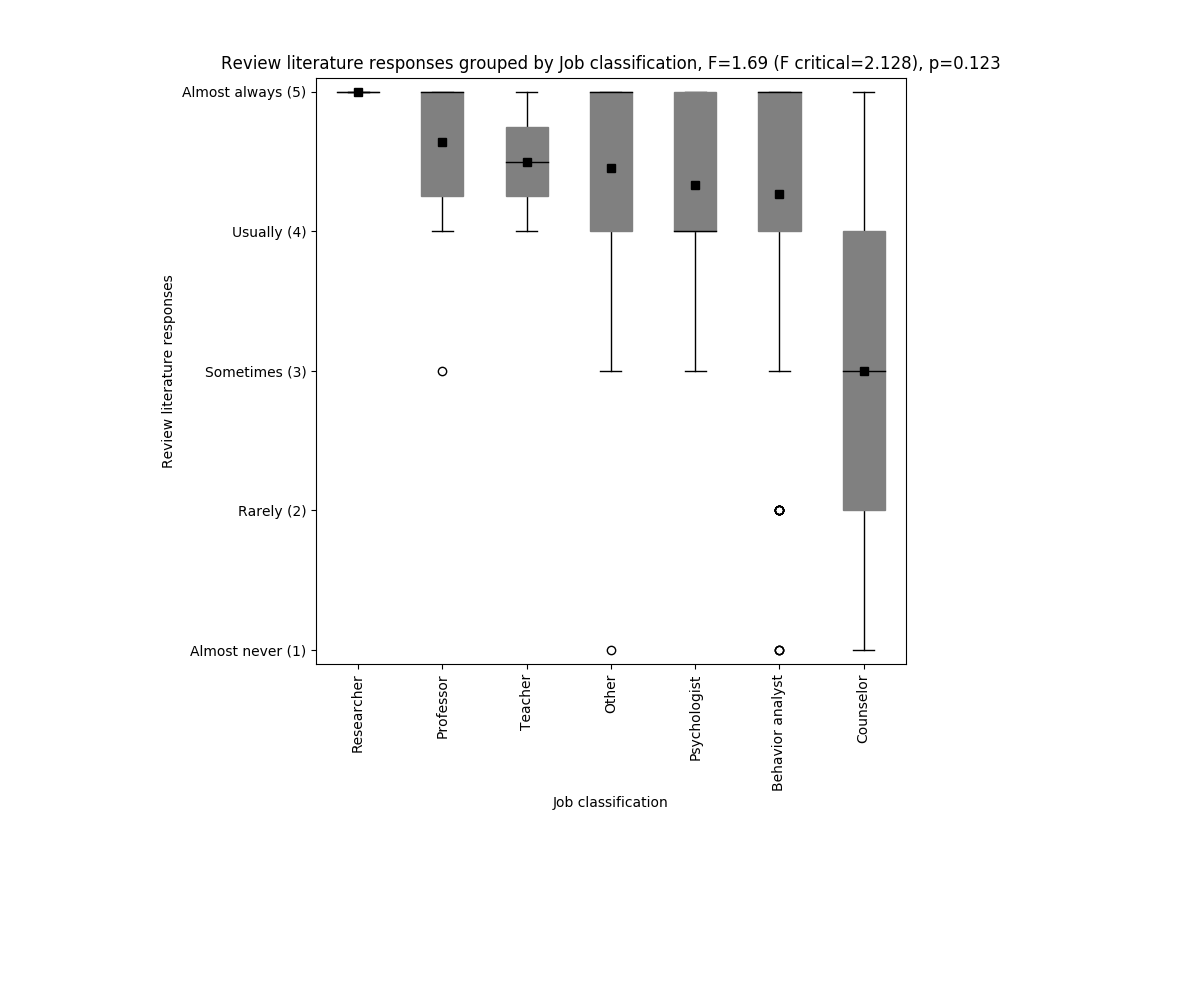 Review literature responses grouped by Job classification, F=1.69 (F critical=2.128), p=0.123
Almost always (5)
Usually (4)
Sometimes (3)
Rarely (2)
Almost never (1)
Review literature responses
Researcher
Professor
Teacher
Other
Psychologist
Behavior analyst
Counselor
Job classification